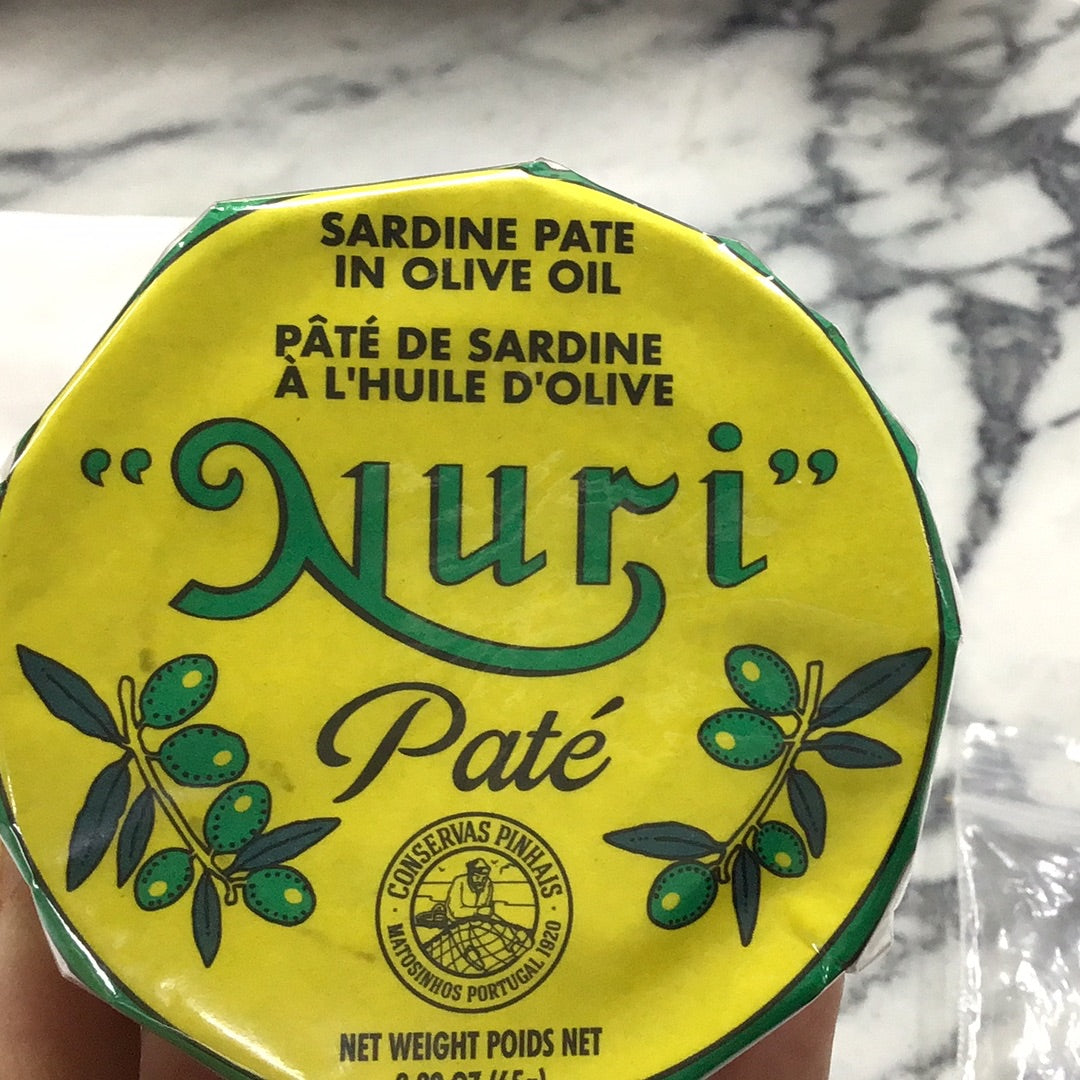 SARDINE PATE
IN OLIVE OIL
PÂTÉ DE SARDINE
À L'HUILE D'OLIVE
"Nuri"
Paté
CONSERVAS PINHAIS
MATOSINHOS PORTUGAL 1920
NET WEIGHT POIDS NET